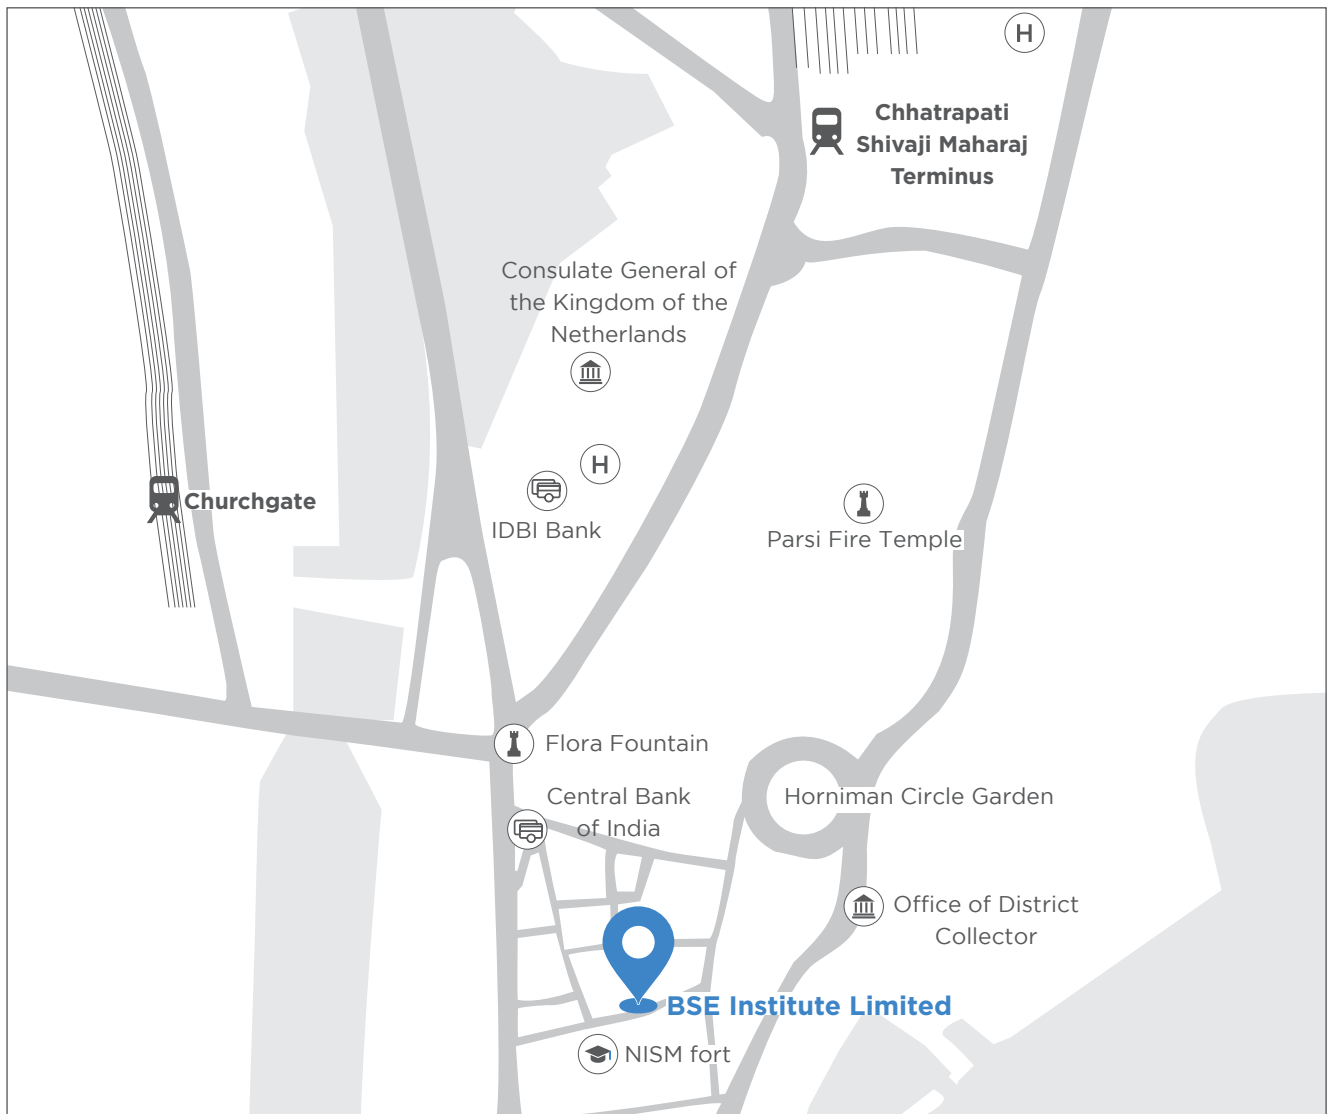 H
Chhatrapati
Shivaji Maharaj
Terminus
Consulate General of
the Kingdom of the
Netherlands
H
Churchgate
IDBI Bank
Parsi Fire Temple
Flora Fountain
Central Bank
of India
Horniman Circle Garden
Office of District
Collector
BSE Institute Limited
NISM fort